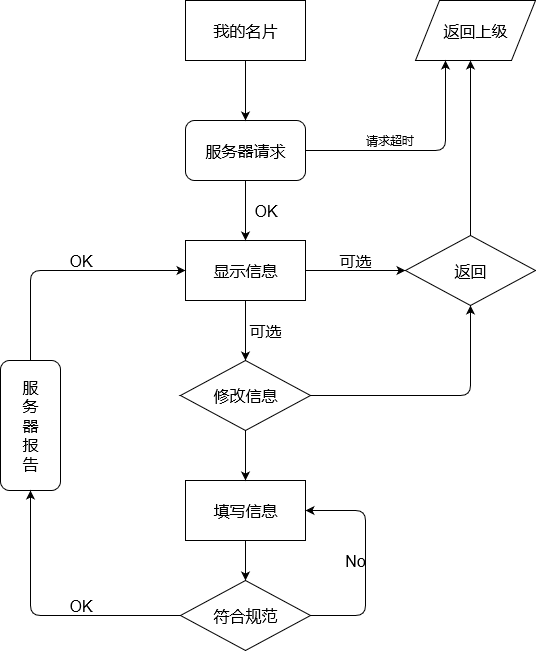 我的名片
返回上级
服务器请求
请求超时
OK
OK
显示信息
可选
返回
可选
服
务
器
报
告
修改信息
填写信息
No
OK
符合规范